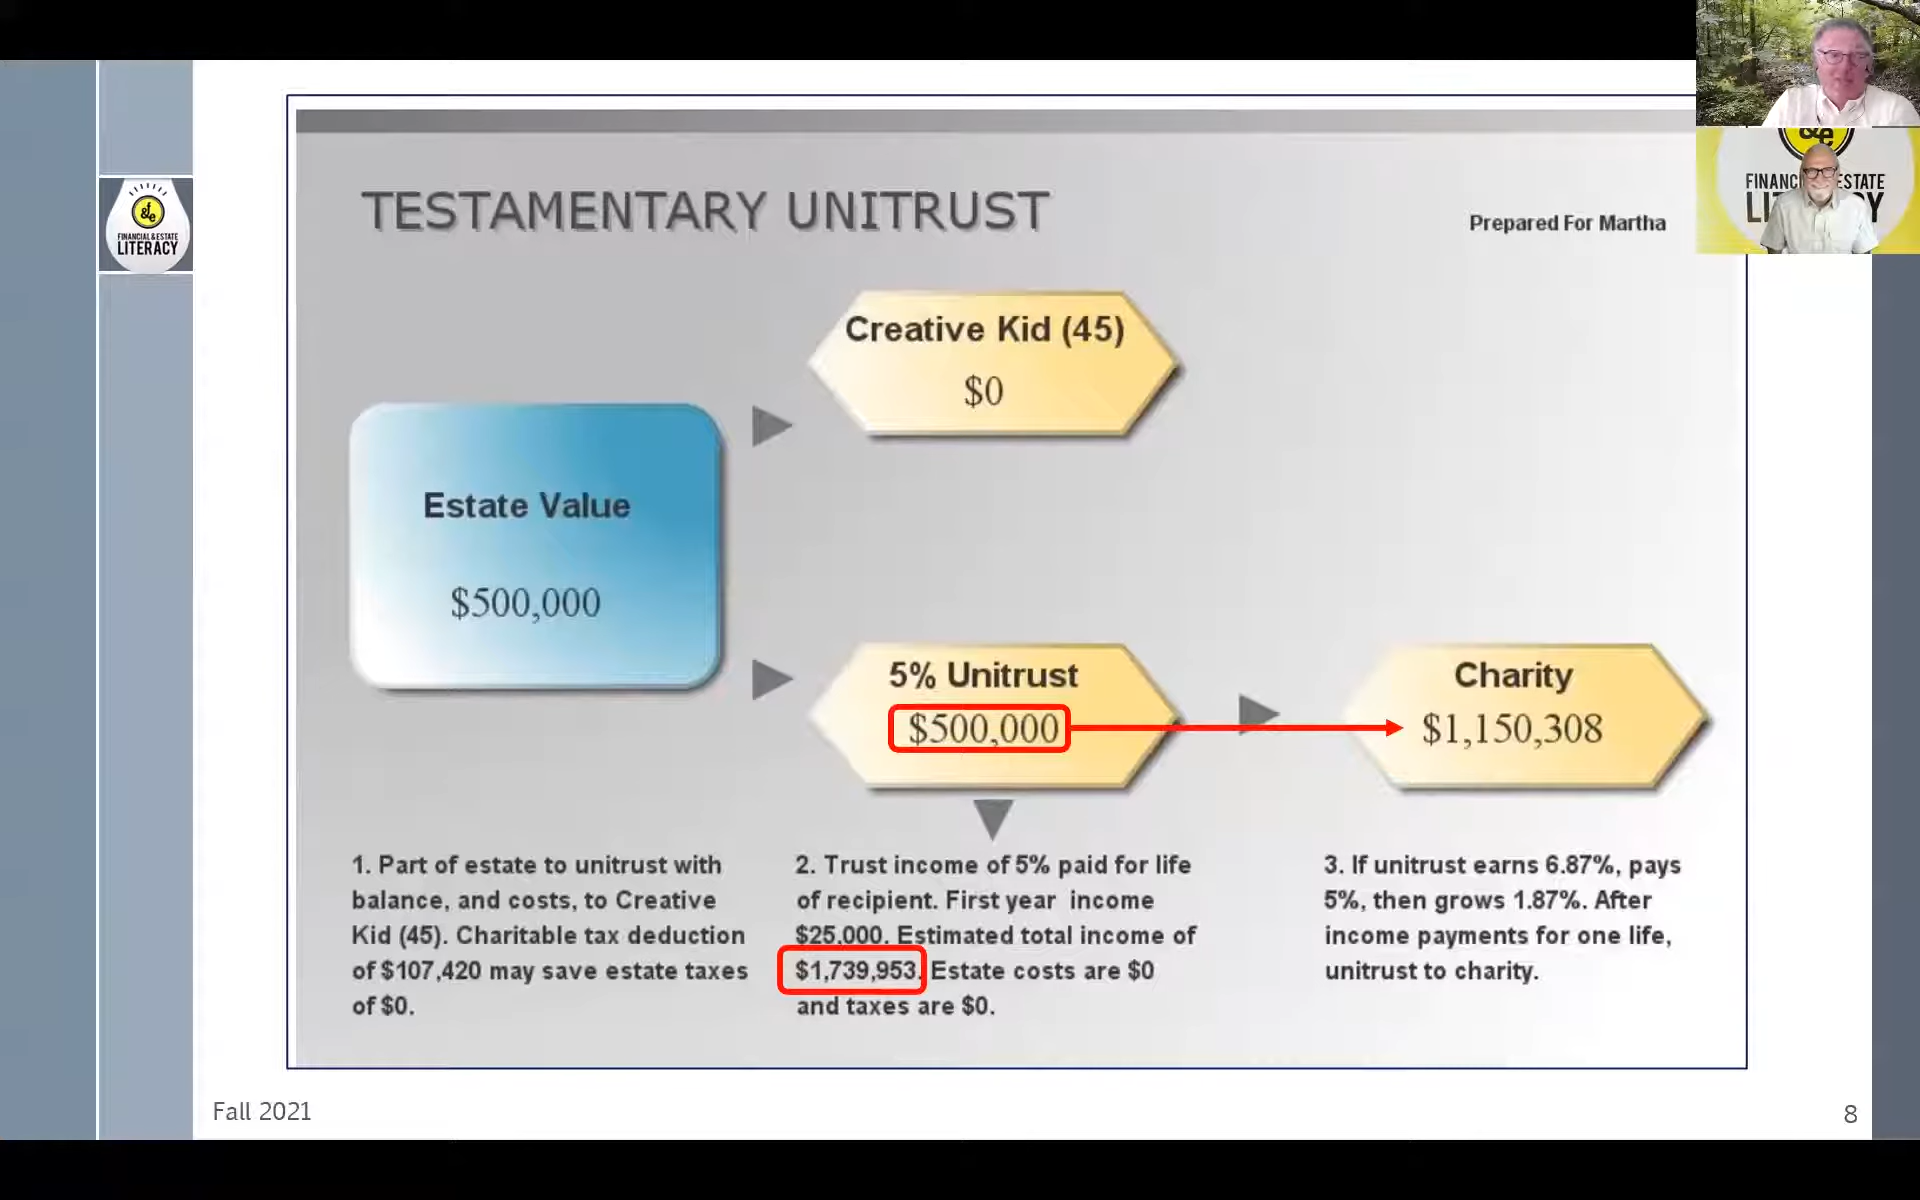 TESTAMENTARY UNITRUST
Prepared For Martha
&fe
FINANCIAL & ESTATE
LITERACY
FINANC
ESTATE
LI
Y
Creative Kid (45)
$0
Estate Value
$500,000
5% Unitrust
$500,000
Charity
$1,150,308
1. Part of estate to unitrust with
balance, and costs, to Creative
Kid (45). Charitable tax deduction
of $107,420 may save estate taxes
of $0.
2. Trust income of 5% paid for life
of recipient. First year income
$25,000. Estimated total income of
$1,739,953. Estate costs are $0
and taxes are $0.
3. If unitrust earns 6.87%, pays
5%, then grows 1.87%. After
income payments for one life,
unitrust to charity.
Fall 2021
8